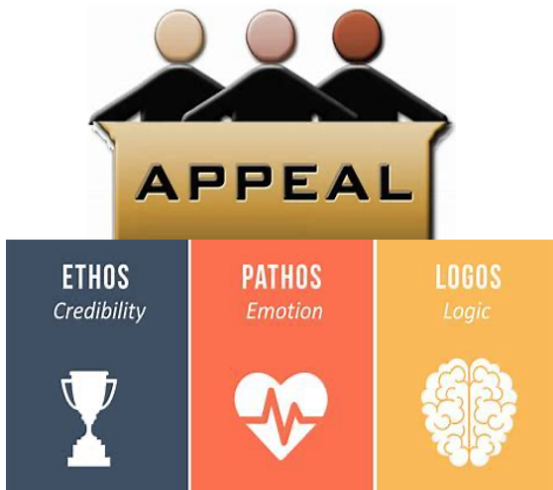 APPEAL
ETHOS
Credibility
PATHOS
Emotion
LOGOS
Logic